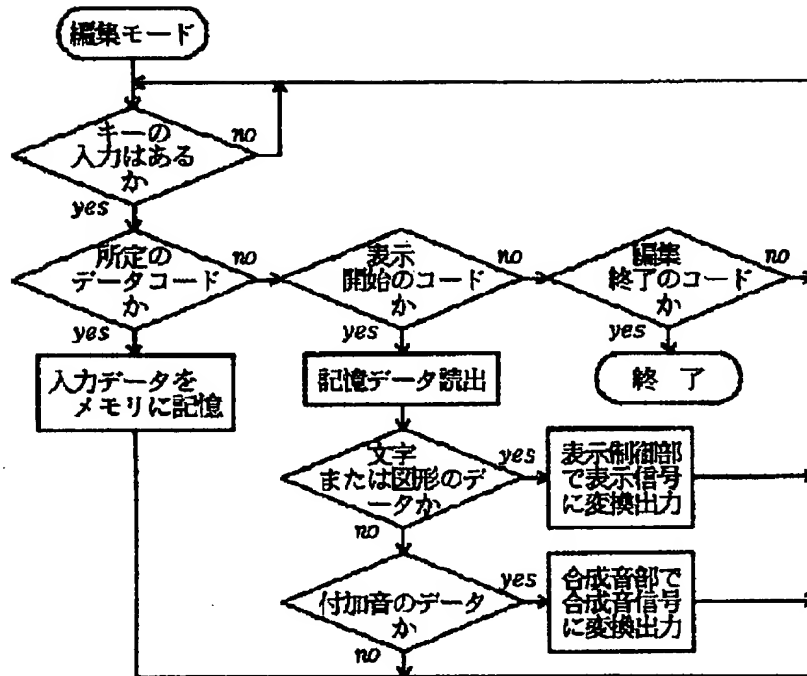 編集モード
キーの
入力はある
か
no
yes
所定の
データコード
か
no
yes
表示
開始のコード
か
no
yes
編集
終了のコード
か
no
yes
入力データを
メモリに記憶
記憶データ読出
終 了
文字
または図形のデ
ータか
yes
no
表示制御部
で表示信号
に変換出力
付加音のデータ
か
yes
no
合成音部で
合成音信号
に変換出力